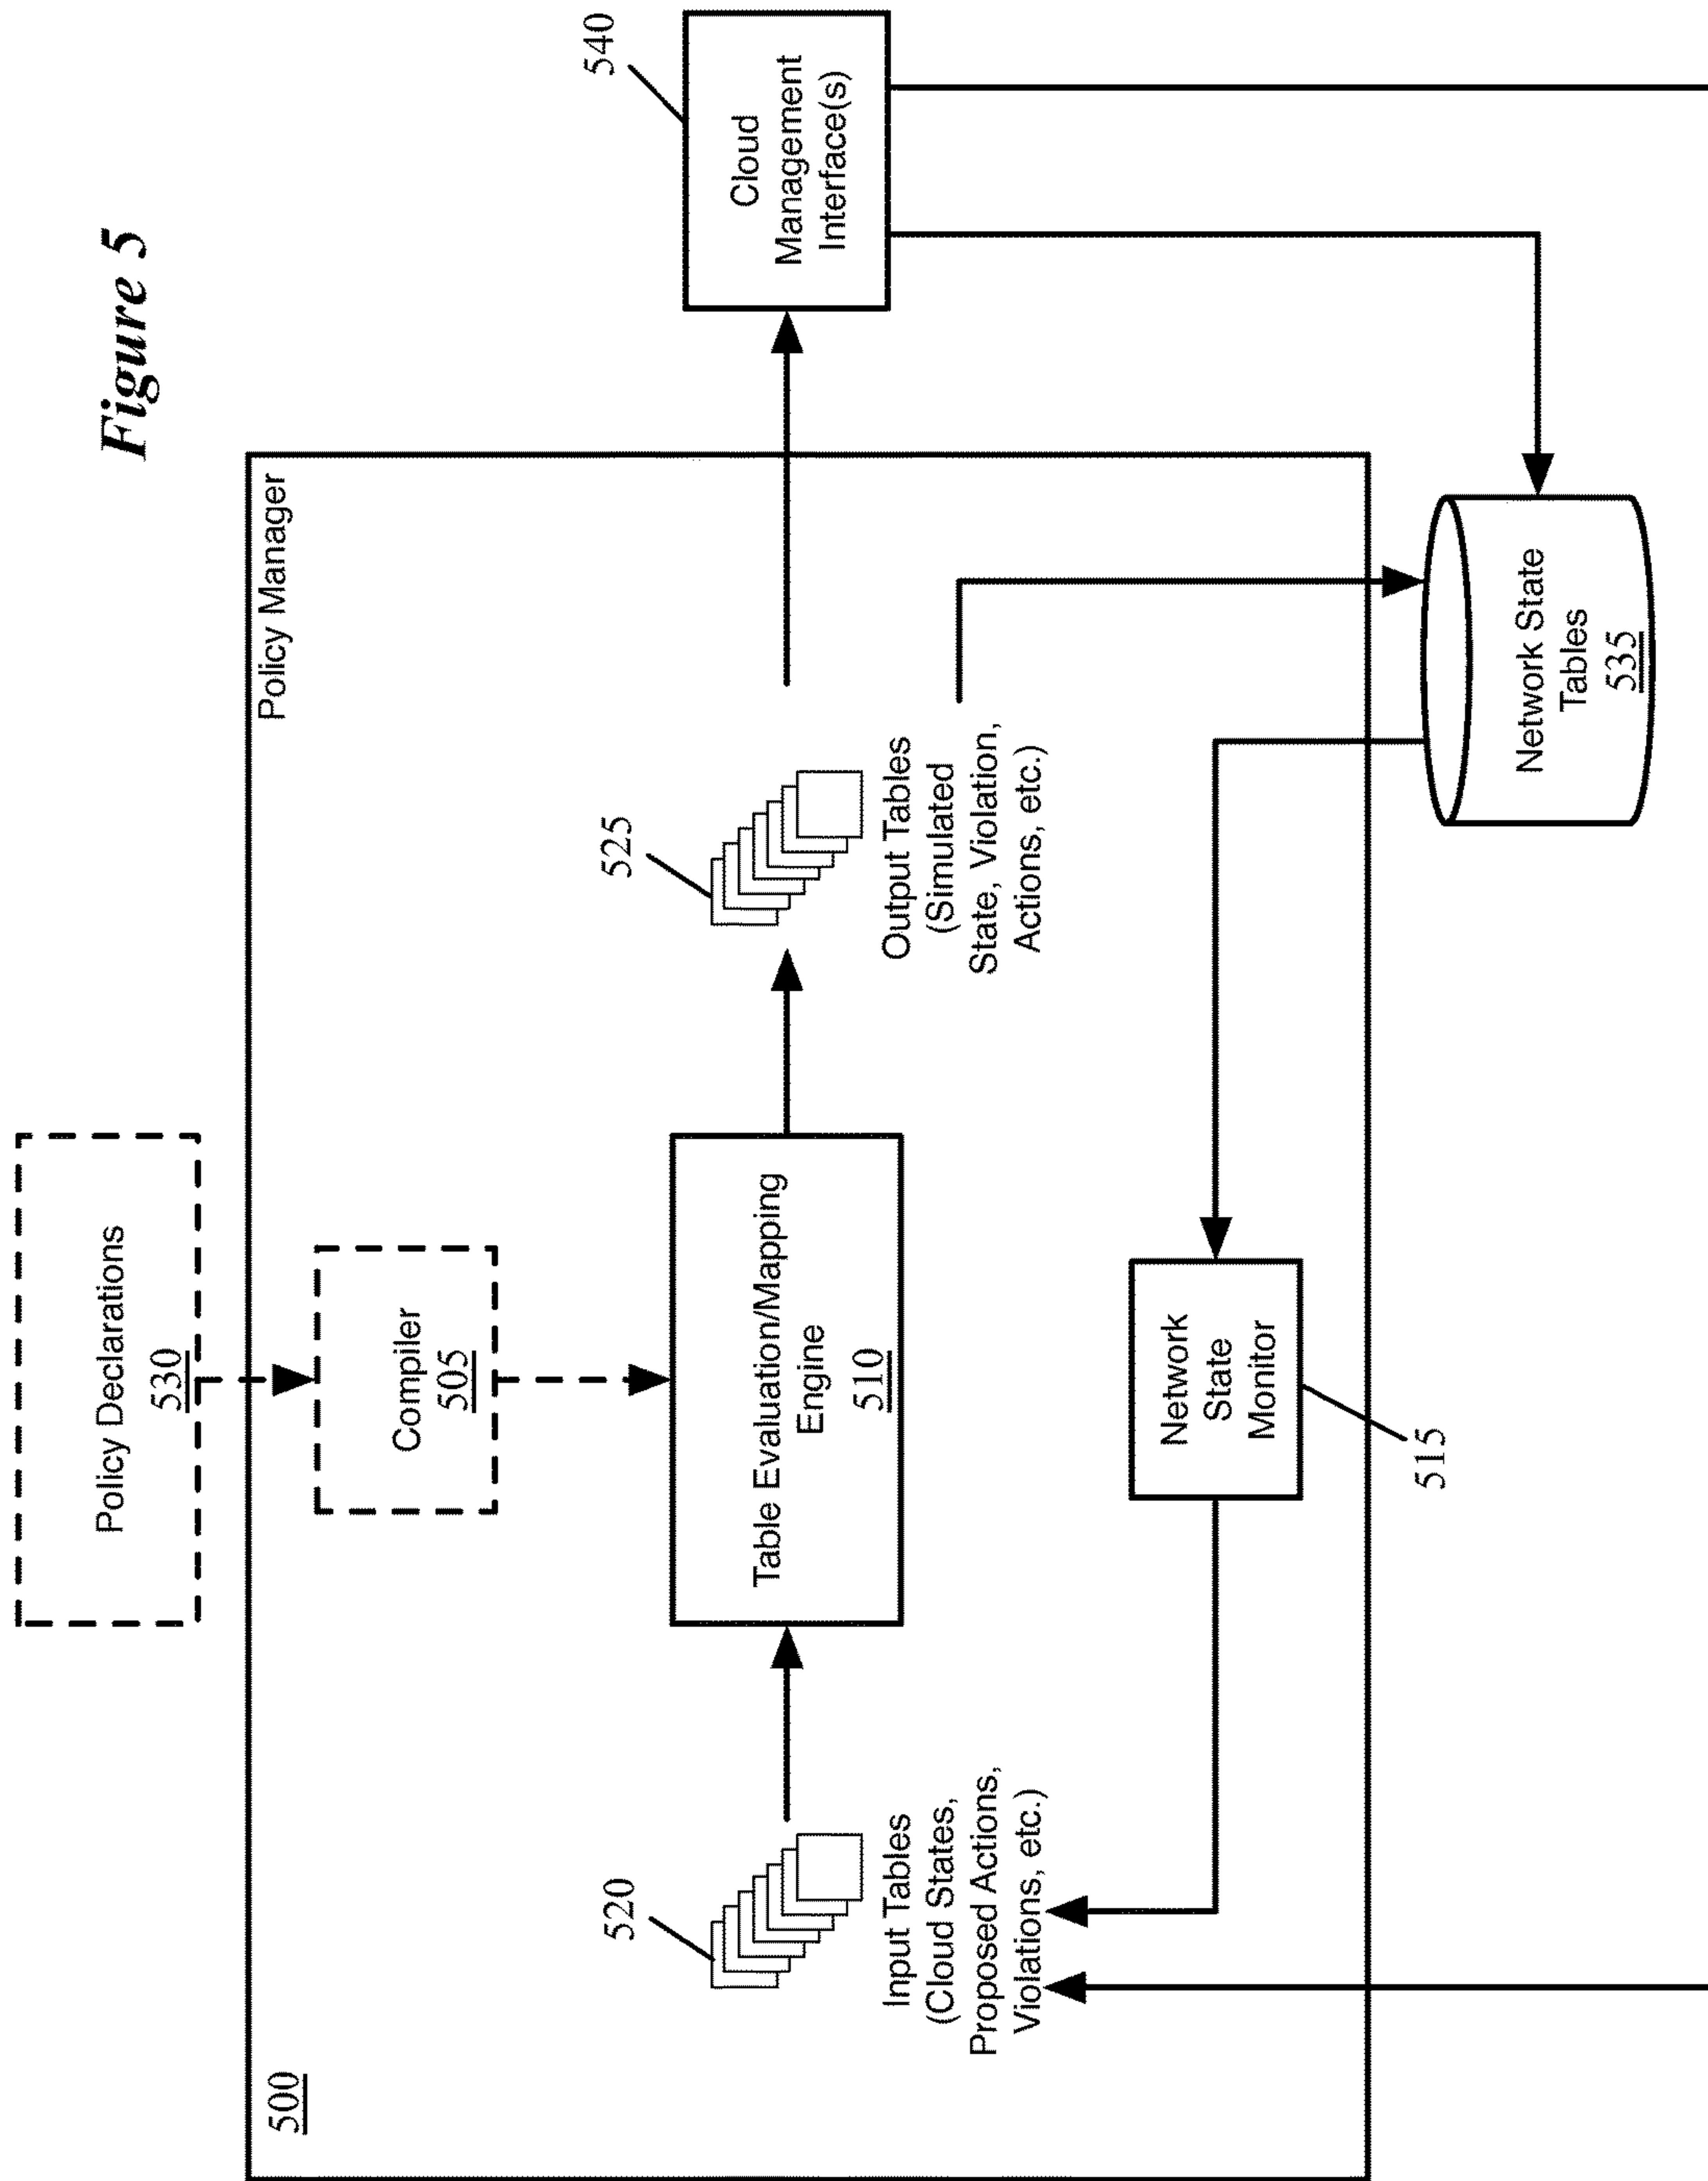 Figure 5
Policy Declarations
530
500
Policy Manager
Compiler
505
520
525
540
Table Evaluation/Mapping
Engine
510
Cloud
Management
Interface(s)
Input Tables
(Cloud States,
Proposed Actions,
Violations, etc.)
Output Tables
(Simulated
State, Violation,
Actions, etc.)
Network
State
Monitor
515
Network State
Tables
535